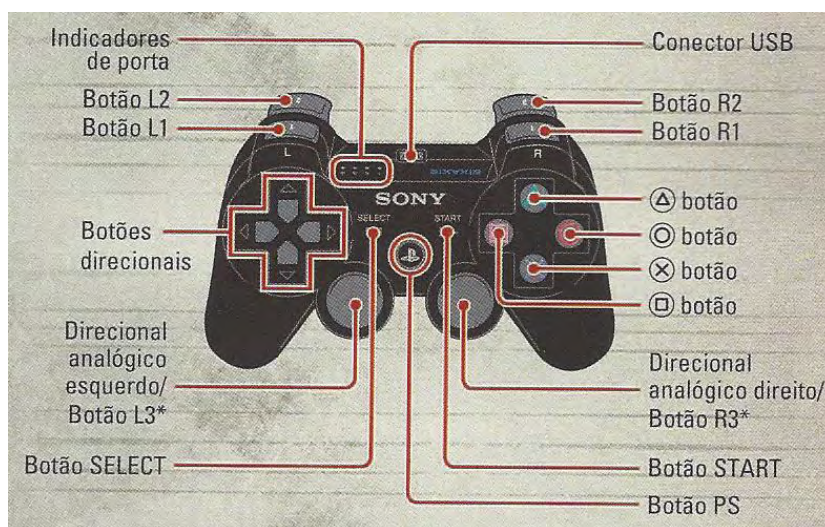 Indicadores
de porta
Conector USB
Botão L2
Botão R2
Botão L1
Botão R1
L
R
SONY
SELECT
START
△ botão
◎ botão
Botões
direcionais
⊗ botão
□ botão
Direcional
analógico
esquerdo/
Botão L3*
Direcional
analógico direito/
Botão R3*
Botão SELECT
Botão START
Botão PS